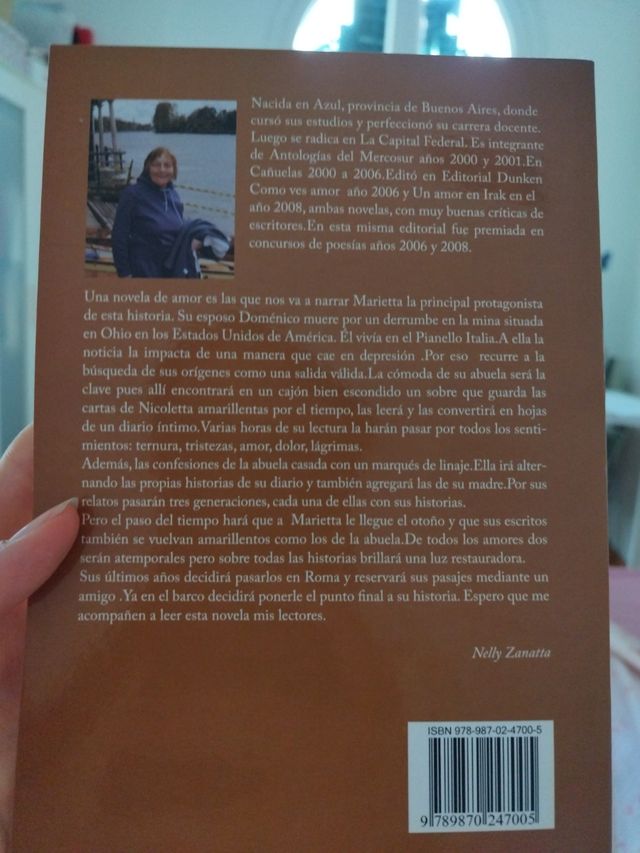 Nacida en Azul, provincia de Buenos Aires, donde
cursó sus estudios y perfeccionó su carrera docente.
Luego se radica en La Capital Federal. Es integrante
de Antologías del Mercosur años 2000 y 2001.En
Cañuelas 2000 a 2006.Editó en Editorial Dunken
Como ves amor año 2006 y Un amor en Irak en el
año 2008, ambas novelas, con muy buenas críticas de
escritores.En esta misma editorial fue premiada en
concursos de poesías años 2006 y 2008.
Una novela de amor es las que nos va a narrar Marietta la principal protagonista
de esta historia. Su esposo Doménico muere por un derrumbe en la mina situada
en Ohio en los Estados Unidos de América. Él vivía en el Pianello Italia.A ella la
noticia la impacta de una manera que cae en depresión .Por eso recurre a la
búsqueda de sus orígenes como una salida válida.La cómoda de su abuela será la
clave pues allí encontrará en un cajón bien escondido un sobre que guarda las
cartas de Nicoletta amarillentas por el tiempo, las leerá y las convertirá en hojas
de un diario íntimo.Varias horas de su lectura la harán pasar por todos los senti-
mientos: ternura, tristezas, amor, dolor, lágrimas.
Además, las confesiones de la abuela casada con un marqués de linaje.Ella irá alter-
nando las propias historias de su diario y también agregará las de su madre.Por sus
relatos pasarán tres generaciones, cada una de ellas con sus historias.
Pero el paso del tiempo hará que a Marietta le llegue el otoño y que sus escritos
también se vuelvan amarillentos como los de la abuela.De todos los amores dos
serán atemporales pero sobre todas las historias brillará una luz restauradora.
Sus últimos años decidirá pasarlos en Roma y reservará sus pasajes mediante un
amigo .Ya en el barco decidirá ponerle el punto final a su historia. Espero que me
acompañen a leer esta novela mis lectores.
Nelly Zanatta
ISBN 978-987-02-4700-5
9 789870 247005